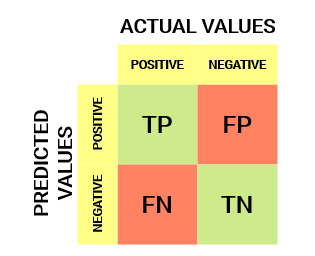 ACTUAL VALUES
POSITIVE NEGATIVE
PREDICTED
VALUES
POSITIVE
TP FP
NEGATIVE
FN TN